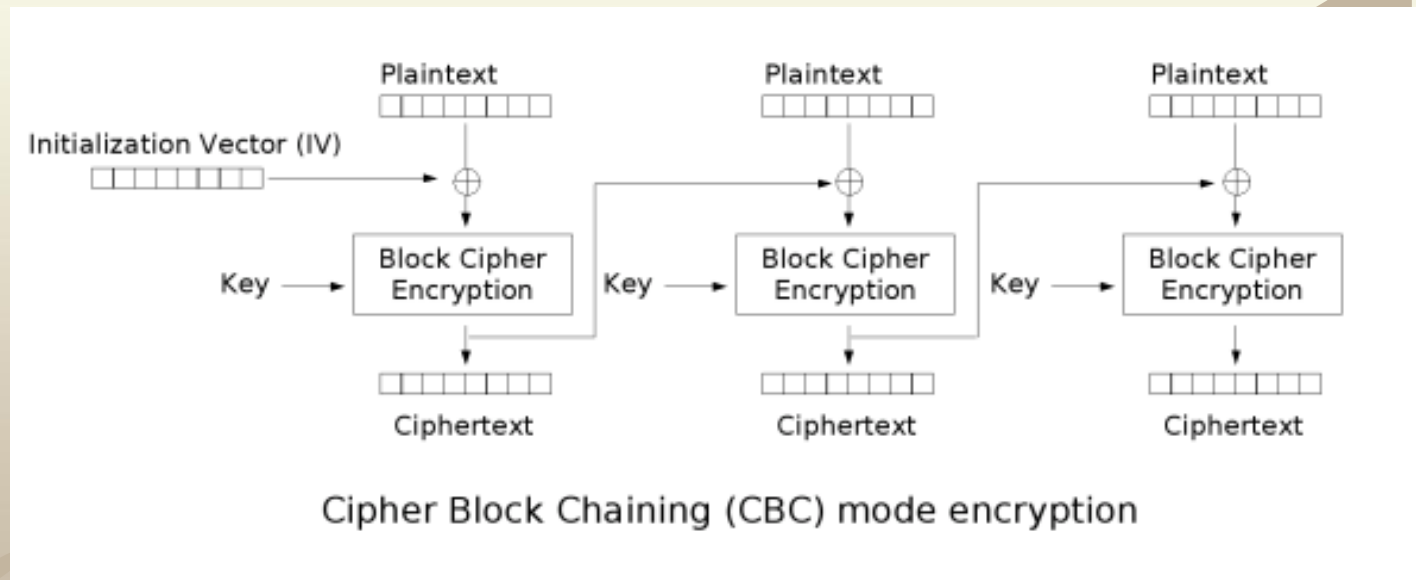 Plaintext
Plaintext
Plaintext
Initialization Vector (IV)
Block Cipher
Encryption
Block Cipher
Encryption
Block Cipher
Encryption
Key
Key
Key
Ciphertext
Ciphertext
Ciphertext
Cipher Block Chaining (CBC) mode encryption